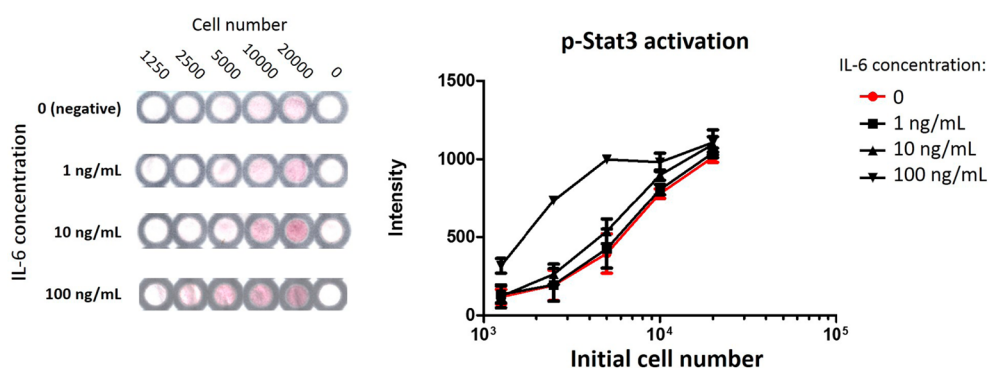 Cell number
1250 2500 5000 10000 20000 0
IL-6 concentration
0 (negative)
1 ng/mL
10 ng/mL
100 ng/mL
p-Stat3 activation
Intensity
1500
1000
500
0
10³ 10⁴ 10⁵
Initial cell number
IL-6 concentration:
0
1 ng/mL
10 ng/mL
100 ng/mL